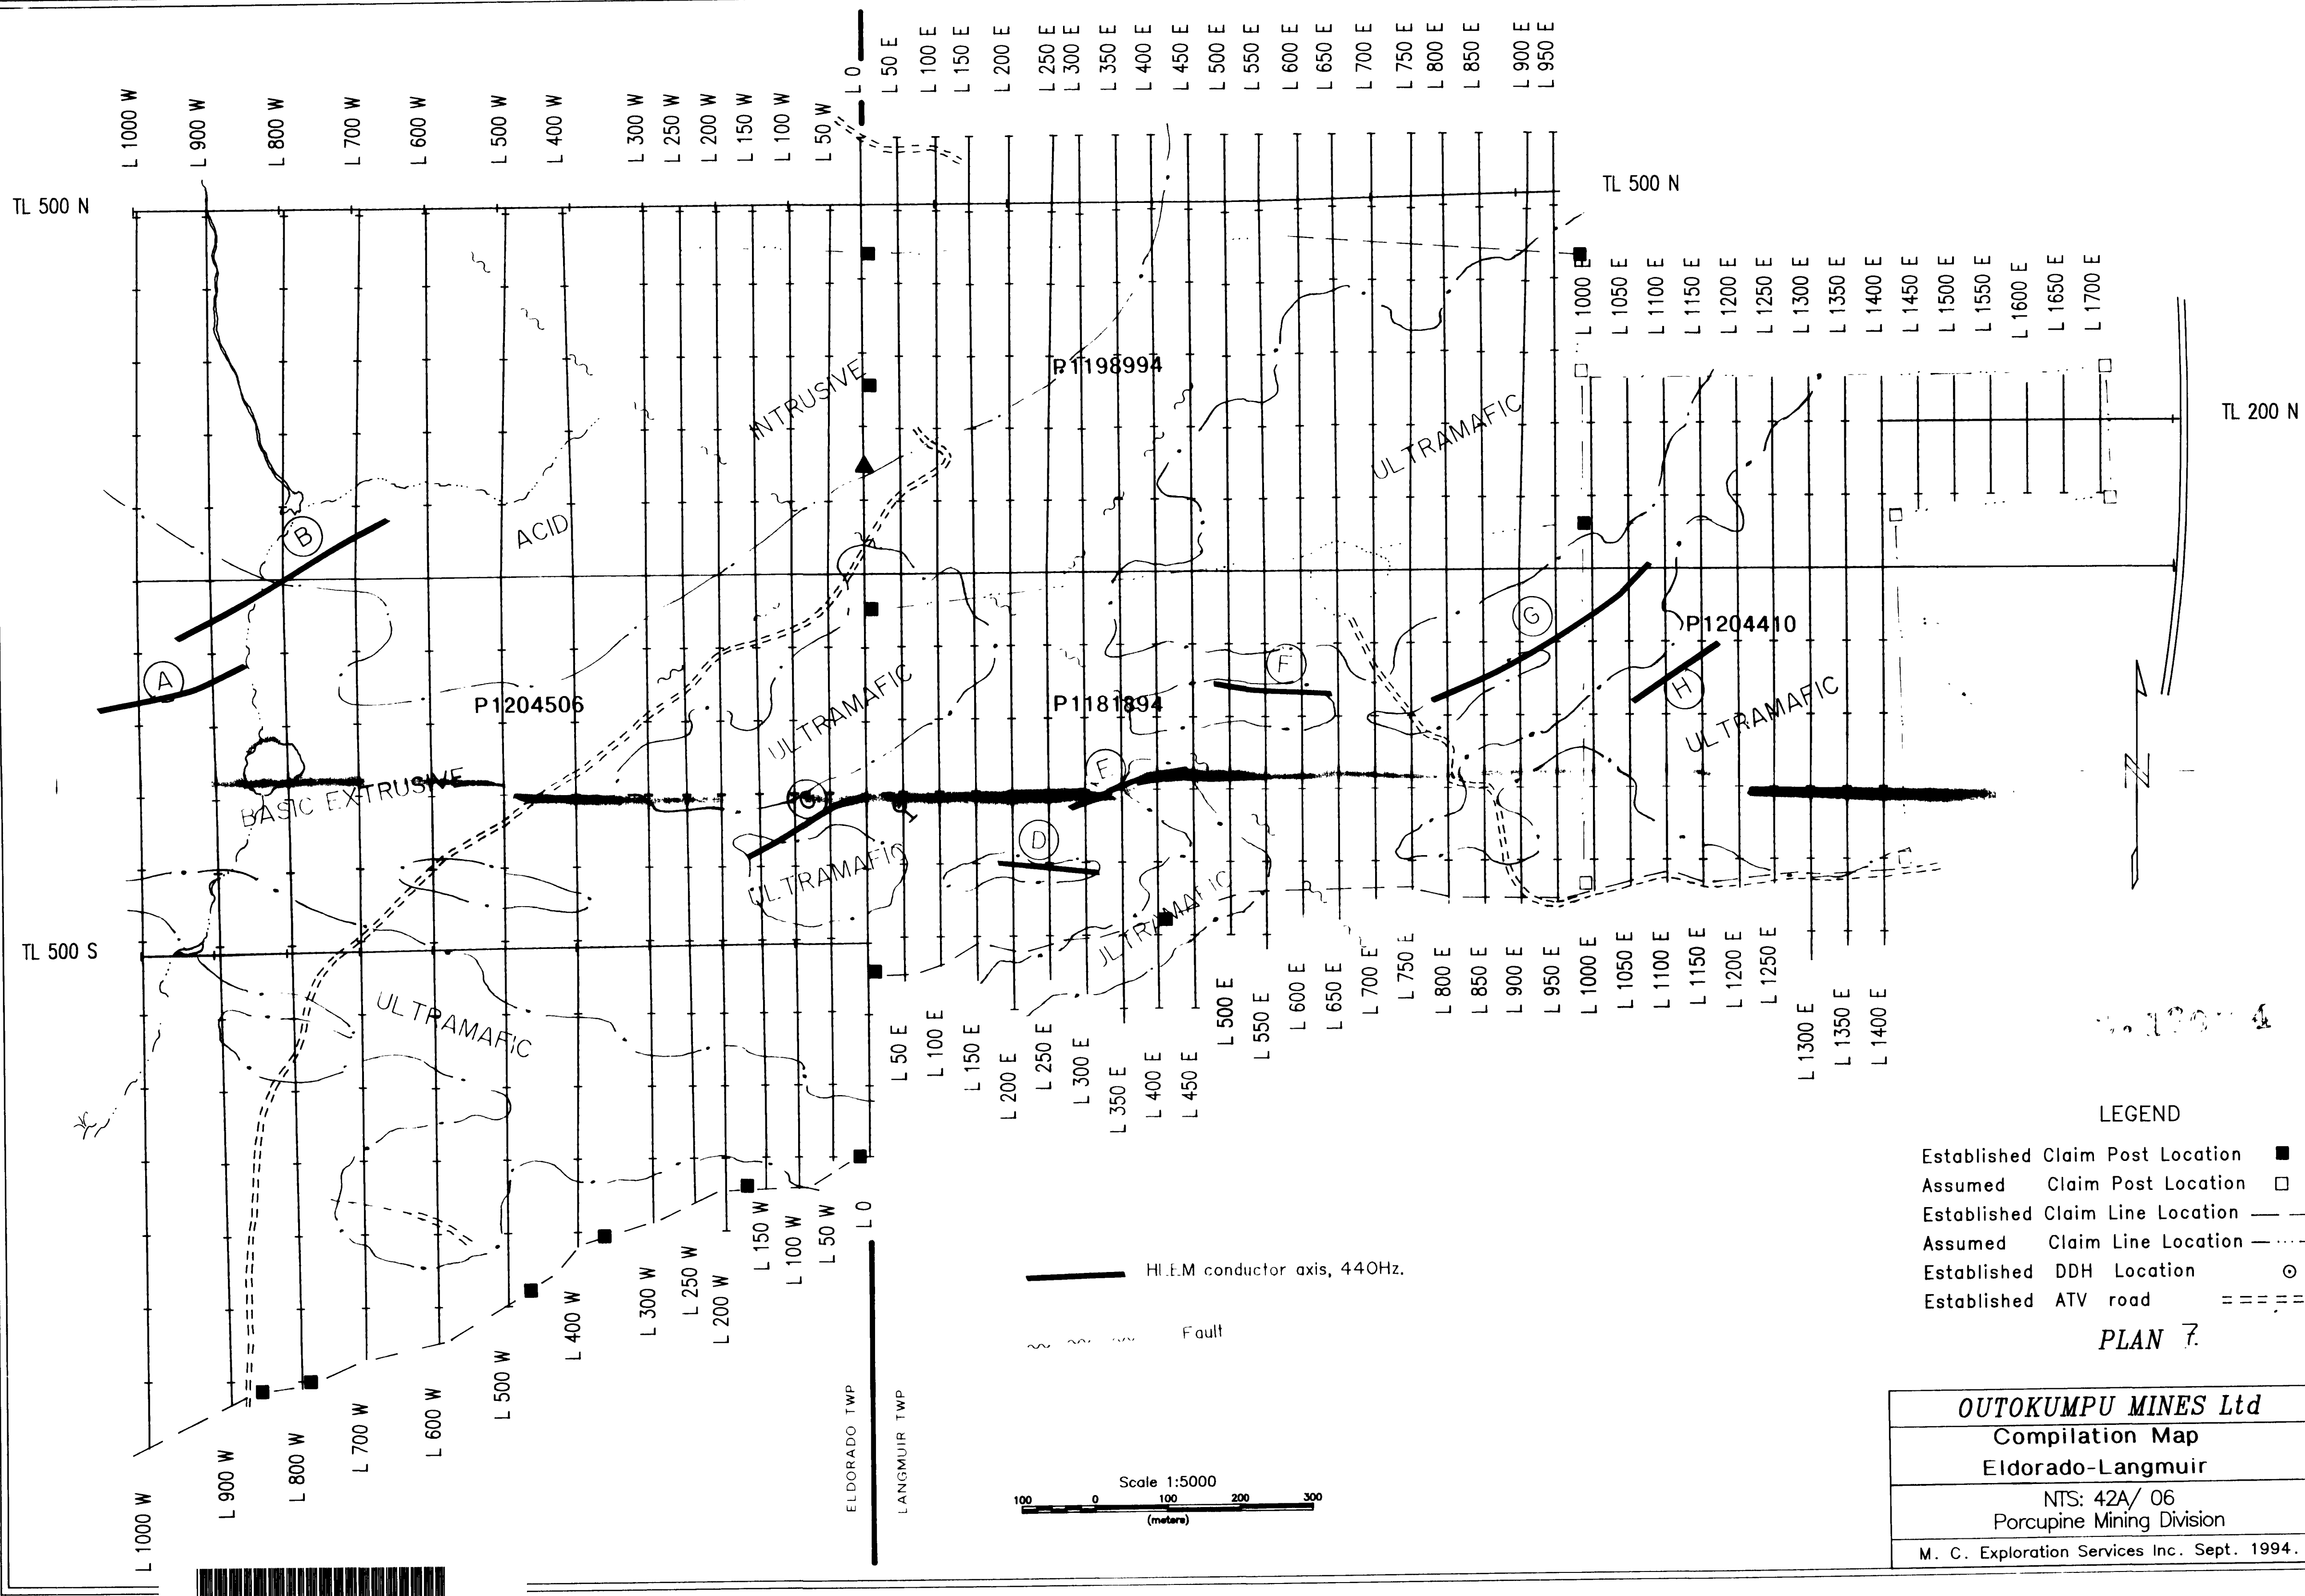 L 1000 W
L 900 W
L 800 W
L 700 W
L 600 W
L 500 W
L 400 W
L 300 W
L 250 W
L 200 W
L 150 W
L 100 W
L 50 W
L 0
L 50 E
L 100 E
L 150 E
L 200 E
L 250 E
L 300 E
L 350 E
L 400 E
L 450 E
L 500 E
L 550 E
L 600 E
L 650 E
L 700 E
L 750 E
L 800 E
L 850 E
L 900 E
L 950 E
TL 500 N
TL 500 N
L 1000 E
L 1050 E
L 1100 E
L 1150 E
L 1200 E
L 1250 E
L 1300 E
L 1350 E
L 1400 E
L 1450 E
L 1500 E
L 1550 E
L 1600 E
L 1650 E
L 1700 E
TL 200 N
P1198994
INTRUSIVE
ULTRAMAFIC
ACID
B
A
G
P1204410
F
H
P1204506
ULTRAMAFIC
P1181894
ULTRAMAFIC
N
BASIC EXTRUSIVE
C
E
D
ULTRAMAFIC
ULTRAMAFIC
TL 500 S
ULTRAMAFIC
L 50 E
L 100 E
L 150 E
L 200 E
L 250 E
L 300 E
L 350 E
L 400 E
L 450 E
L 500 E
L 550 E
L 600 E
L 650 E
L 700 E
L 750 E
L 800 E
L 850 E
L 900 E
L 950 E
L 1000 E
L 1050 E
L 1100 E
L 1150 E
L 1200 E
L 1250 E
L 1300 E
L 1350 E
L 1400 E
L 1000 W
L 900 W
L 800 W
L 700 W
L 600 W
L 500 W
L 400 W
L 300 W
L 250 W
L 200 W
L 150 W
L 100 W
L 50 W
L 0
ELDORADO TWP
LANGMUIR TWP
HLEM conductor axis, 440Hz.
Fault
Scale 1:5000
100 0 100 200 300
(meters)
LEGEND
Established Claim Post Location
Assumed Claim Post Location
Established Claim Line Location
Assumed Claim Line Location
Established DDH Location
Established ATV road
PLAN 7.
OUTOKUMPU MINES Ltd
Compilation Map
Eldorado-Langmuir
NTS: 42A/ 06
Porcupine Mining Division
M. C. Exploration Services Inc. Sept. 1994.